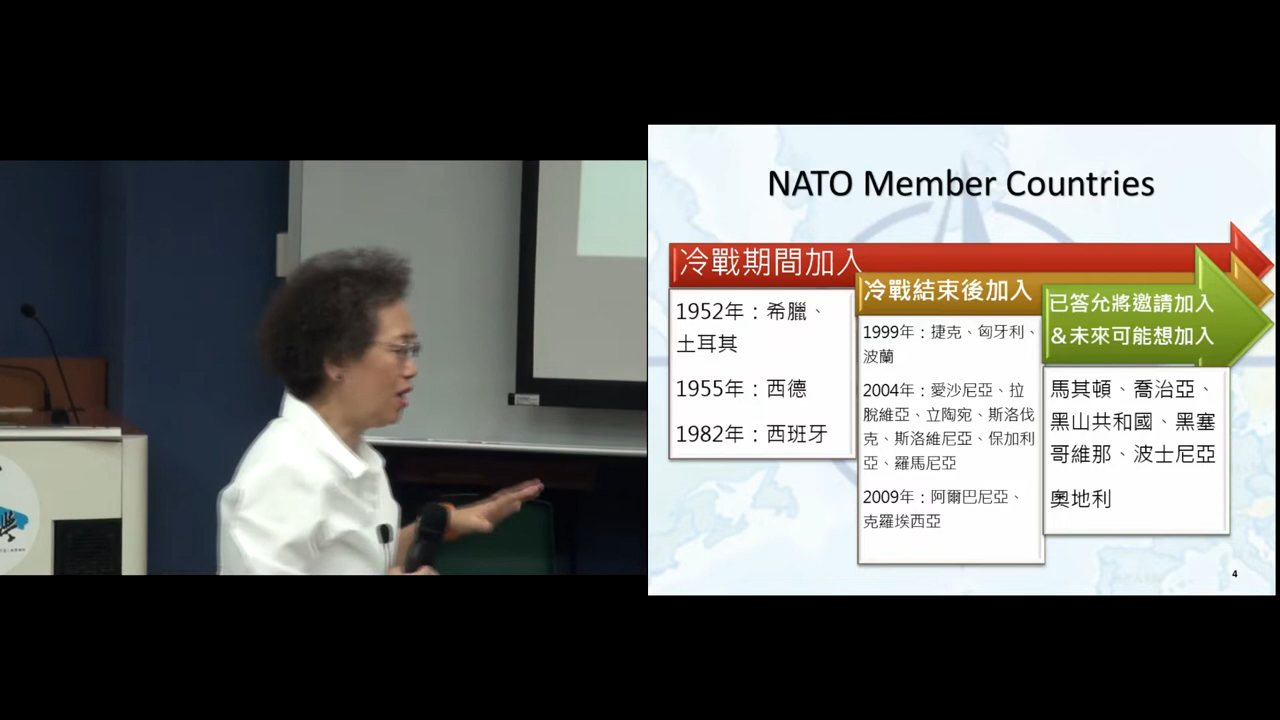 NATO Member Countries
冷戰期間加入
1952年：希臘、
土耳其
1955年：西德
1982年：西班牙
冷戰結束後加入
1999年：捷克、匈牙利、
波蘭
2004年：愛沙尼亞、拉
脫維亞、立陶宛、斯洛伐
克、斯洛維尼亞、保加利
亞、羅馬尼亞
2009年：阿爾巴尼亞、
克羅埃西亞
已答允將邀請加入
＆未來可能想加入
馬其頓、喬治亞、
黑山共和國、黑塞
哥維那、波士尼亞
奧地利
4